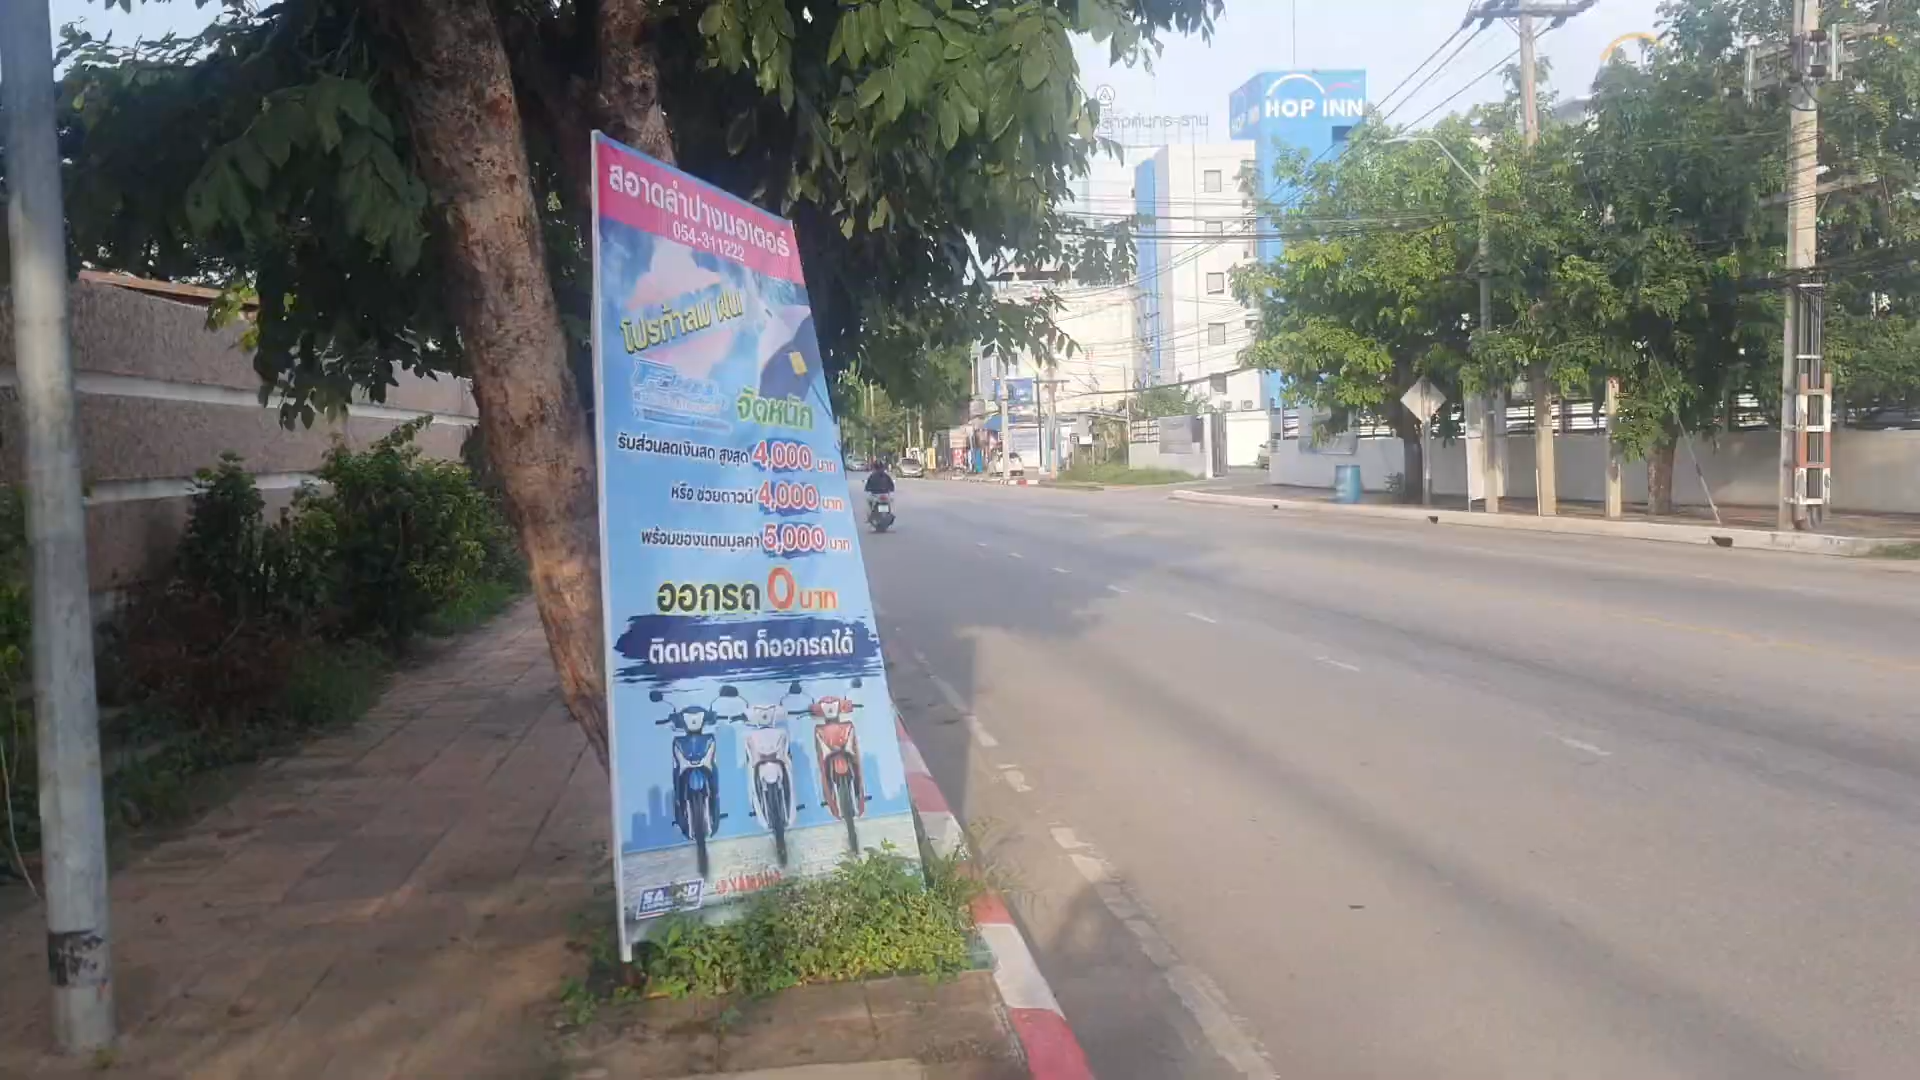 สอาดลำปางมอเตอร์
054-311222
โปรท้าลม ฝน
จัดหนัก
รับส่วนลดเงินสด สูงสุด 4,000 บาท
หรือ ช่วยดาวน์ 4,000 บาท
พร้อมของแถมมูลค่า 5,000 บาท
ออกรถ 0 บาท
ติดเครดิต ก็ออกรถได้
YAMAHA
HOP INN